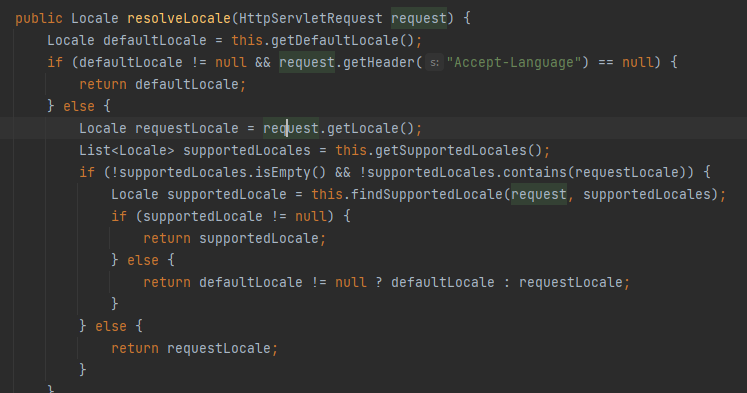 public Locale resolveLocale(HttpServletRequest request) {
    Locale defaultLocale = this.getDefaultLocale();
    if (defaultLocale != null && request.getHeader( s: "Accept-Language") == null) {
        return defaultLocale;
    } else {
        Locale requestLocale = request.getLocale();
        List<Locale> supportedLocales = this.getSupportedLocales();
        if (!supportedLocales.isEmpty() && !supportedLocales.contains(requestLocale)) {
            Locale supportedLocale = this.findSupportedLocale(request, supportedLocales);
            if (supportedLocale != null) {
                return supportedLocale;
            } else {
                return defaultLocale != null ? defaultLocale : requestLocale;
            }
        } else {
            return requestLocale;
        }
    }